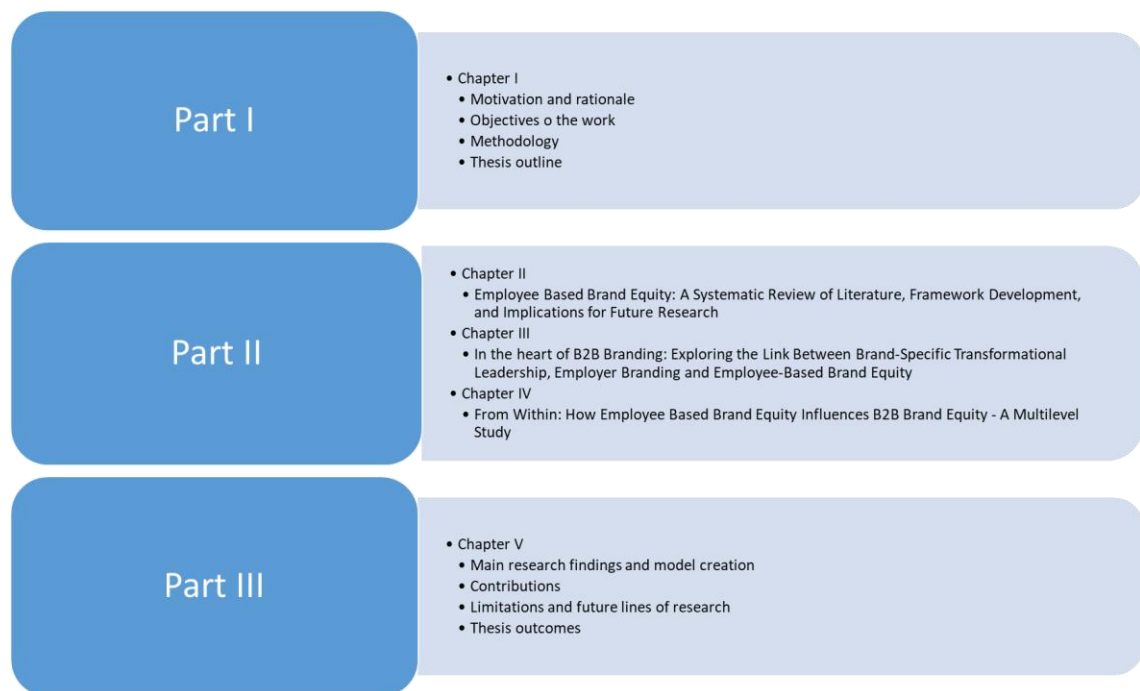 Part I
• Chapter I
• Motivation and rationale
• Objectives o the work
• Methodology
• Thesis outline
Part II
• Chapter II
• Employee Based Brand Equity: A Systematic Review of Literature, Framework Development,
and Implications for Future Research
• Chapter III
• In the heart of B2B Branding: Exploring the Link Between Brand-Specific Transformational
Leadership, Employer Branding and Employee-Based Brand Equity
• Chapter IV
• From Within: How Employee Based Brand Equity Influences B2B Brand Equity - A Multilevel
Study
Part III
• Chapter V
• Main research findings and model creation
• Contributions
• Limitations and future lines of research
• Thesis outcomes